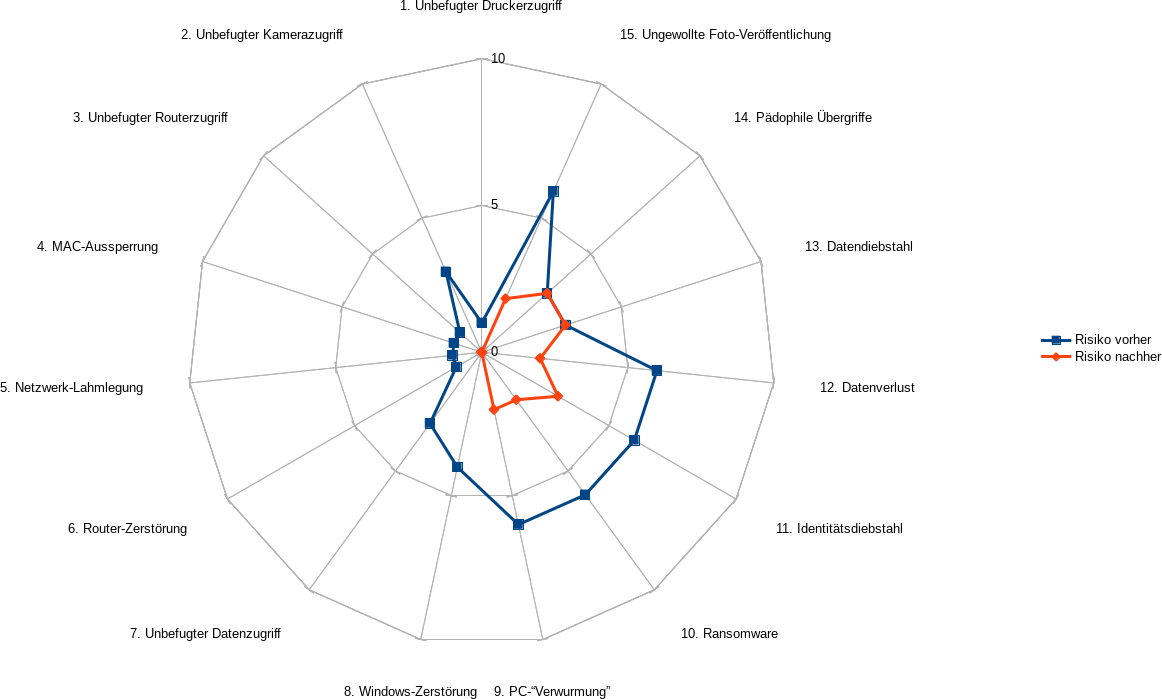 1. Unbefugter Druckerzugriff
2. Unbefugter Kamerazugriff
15. Ungewollte Foto-Veröffentlichung
10
3. Unbefugter Routerzugriff
14. Pädophile Übergriffe
5
4. MAC-Aussperrung
13. Datendiebstahl
0
Risiko vorher
Risiko nachher
5. Netzwerk-Lahmlegung
12. Datenverlust
6. Router-Zerstörung
11. Identitätsdiebstahl
7. Unbefugter Datenzugriff
10. Ransomware
8. Windows-Zerstörung
9. PC-“Verwurmung”